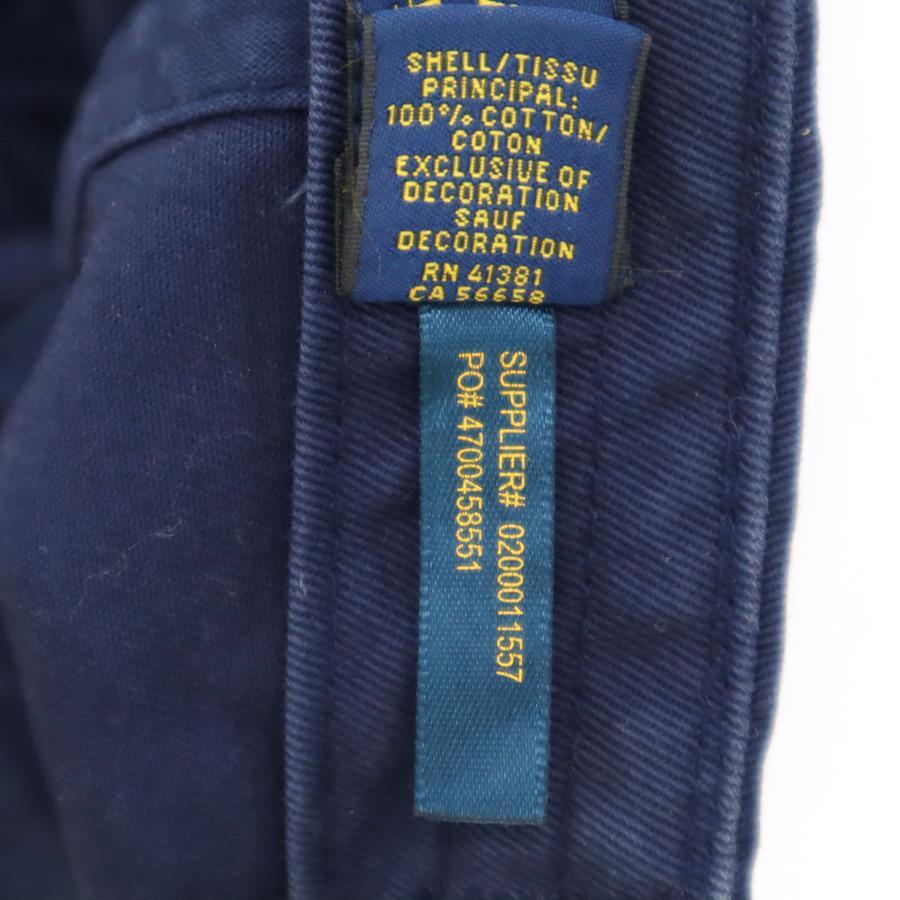 SHELL/TISSU
PRINCIPAL:
100% COTTON/
COTON
EXCLUSIVE OF
DECORATION
SAUF
DECORATION
RN 41381
CA 56658
SUPPLIER# 0200011557
PO# 4700458551